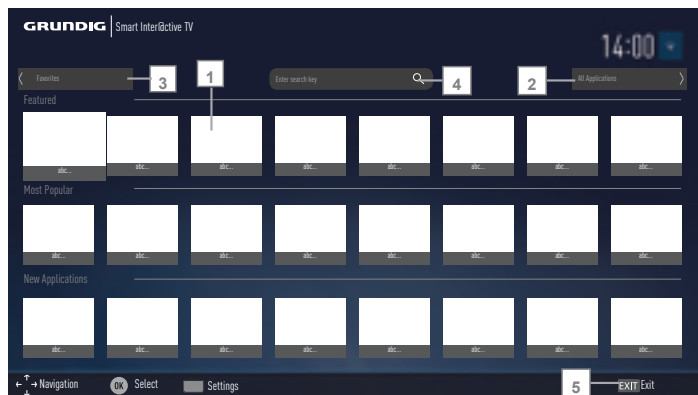 GRUNDIG Smart Inter@ctive TV
14:00
Favorites
3
1
Enter search key
4
2
All Applications
Featured
abc... abc... abc... abc... abc... abc... abc... abc...
Most Popular
abc... abc... abc... abc... abc... abc... abc... abc...
New Applications
abc... abc... abc... abc... abc... abc... abc... abc...
Navigation OK Select Settings 5 EXIT Exit